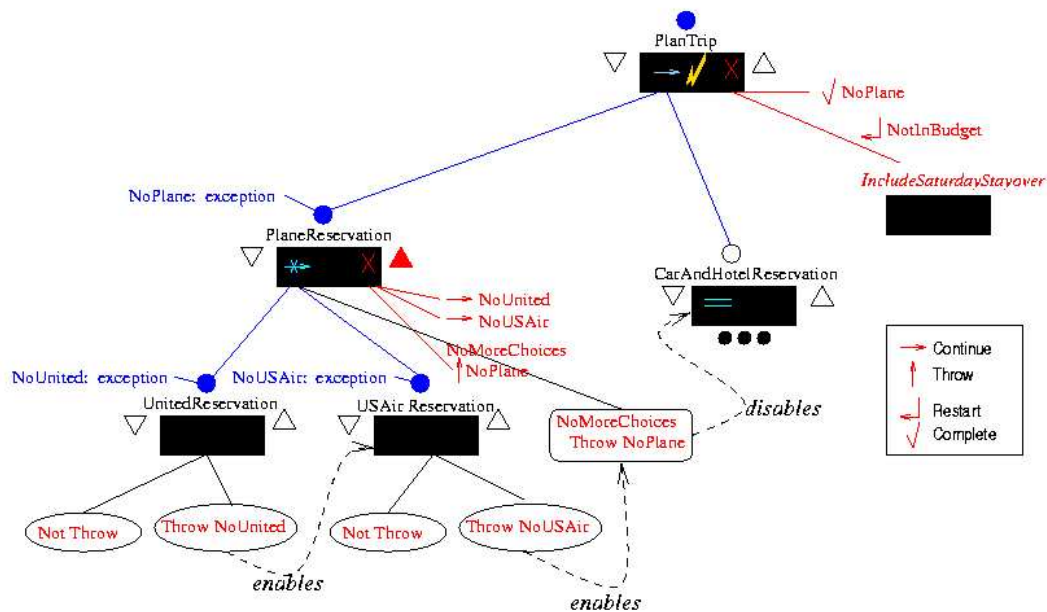 PlanTrip
NoPlane
NotInBudget
IncludeSaturdayStayover
NoPlane: exception
PlaneReservation
CarAndHotelReservation
NoUnited
NoUSAir
NoMoreChoices
NoPlane
Continue
Throw
Restart
Complete
NoUnited: exception
NoUSAir: exception
UnitedReservation
USAir Reservation
NoMoreChoices
Throw NoPlane
disables
Not Throw
Throw NoUnited
Not Throw
Throw NoUSAir
enables
enables